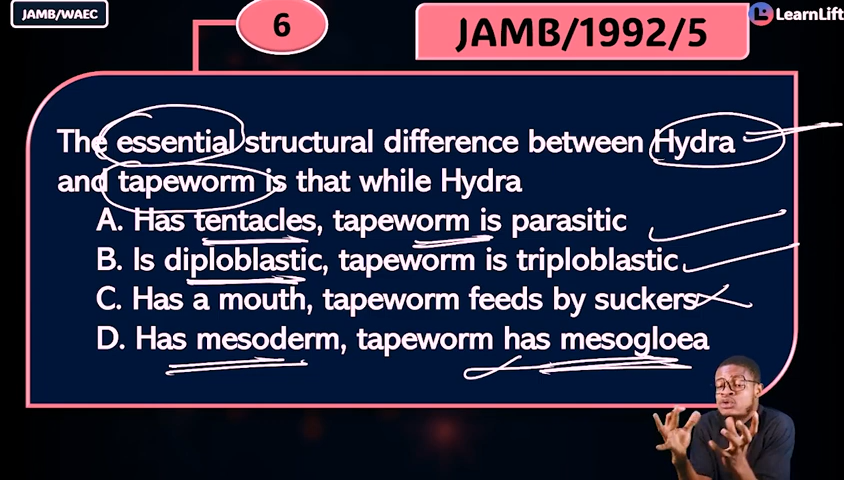 JAMB/WAEC
6
JAMB/1992/5
LearnLift
The essential structural difference between Hydra
and tapeworm is that while Hydra
A. Has tentacles, tapeworm is parasitic
B. Is diploblastic, tapeworm is triploblastic
C. Has a mouth, tapeworm feeds by suckers
D. Has mesoderm, tapeworm has mesogloea